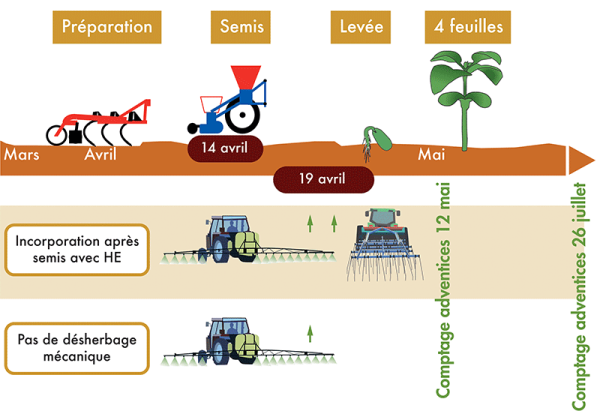 Préparation
Semis
Levée
4 feuilles
Mars
Avril
14 avril
19 avril
Mai
Incorporation après
semis avec HE
Pas de désherbage
mécanique
Comptage adventices 12 mai
Comptage adventices 26 juillet